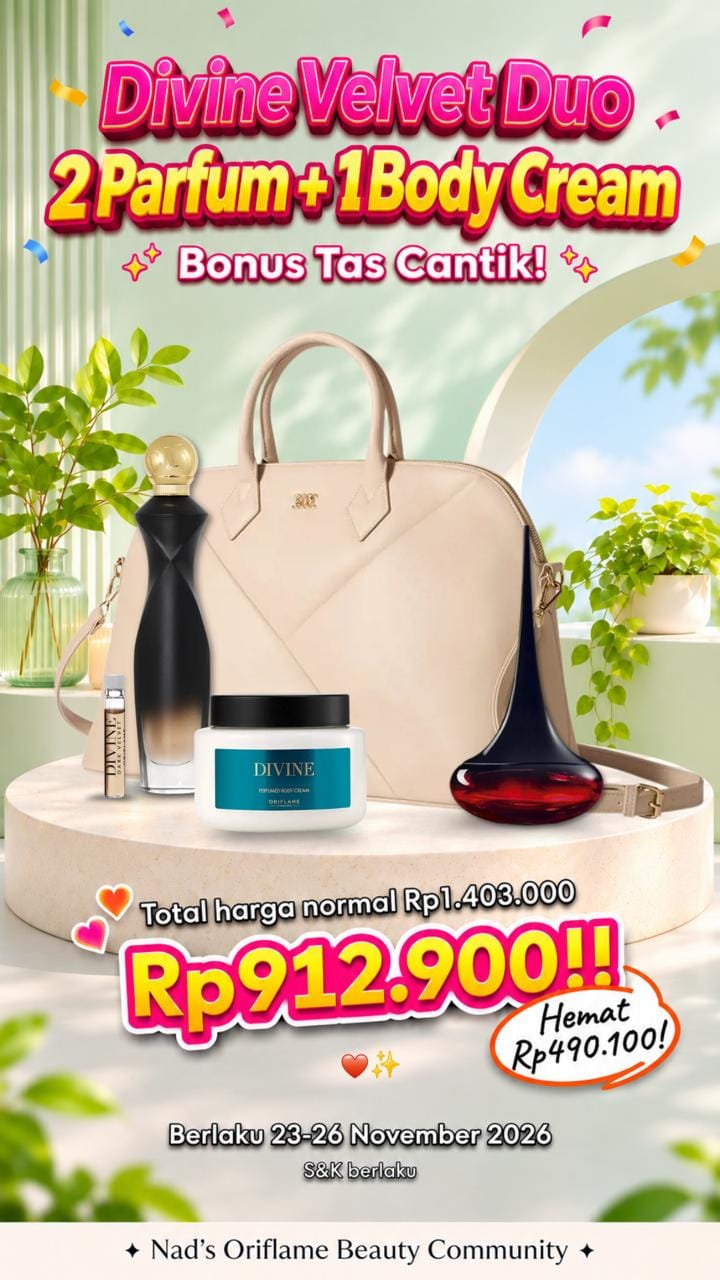 Divine Velvet Duo
2 Parfum + 1 Body Cream
Bonus Tas Cantik!
DIVINE
DARK VELVET
DIVINE
PERFUMED BODY CREAM
ORIFLAME
Total harga normal Rp1.403.000
Rp912.900!!
Hemat
Rp490.100!
Berlaku 23-26 November 2026
S&K berlaku
✦ Nad's Oriflame Beauty Community ✦